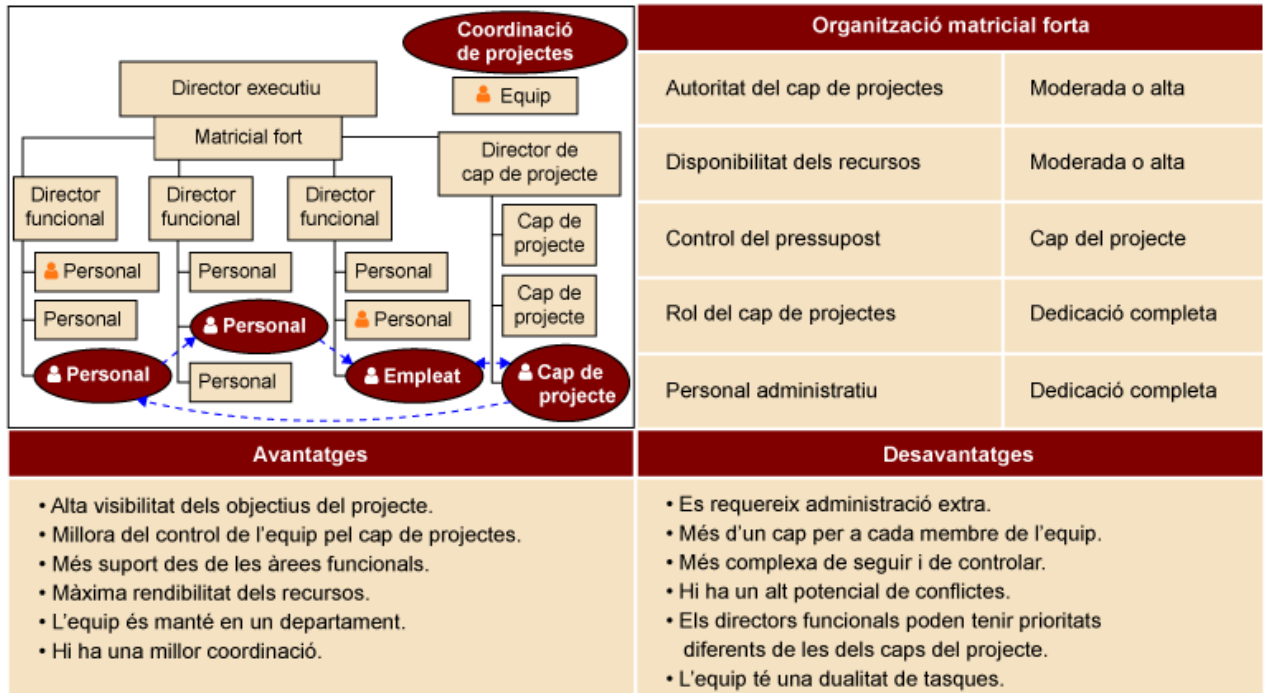 Coordinació
de projectes
Equip
Director executiu
Matricial fort
Director de
cap de projecte
Director
funcional
Director
funcional
Director
funcional
Cap de
projecte
Personal
Personal
Personal
Cap de
projecte
Personal
Personal
Personal
Personal
Personal
Empleat
Cap de
projecte
Personal
Organització matricial forta
Autoritat del cap de projectes Moderada o alta
Disponibilitat dels recursos Moderada o alta
Control del pressupost Cap del projecte
Rol del cap de projectes Dedicació completa
Personal administratiu Dedicació completa
Avantatges
• Alta visibilitat dels objectius del projecte.
• Millora del control de l'equip pel cap de projectes.
• Més suport des de les àrees funcionals.
• Màxima rendibilitat dels recursos.
• L'equip és manté en un departament.
• Hi ha una millor coordinació.
Desavantatges
• Es requereix administració extra.
• Més d'un cap per a cada membre de l'equip.
• Més complexa de seguir i de controlar.
• Hi ha un alt potencial de conflictes.
• Els directors funcionals poden tenir prioritats
diferents de les dels caps del projecte.
• L'equip té una dualitat de tasques.